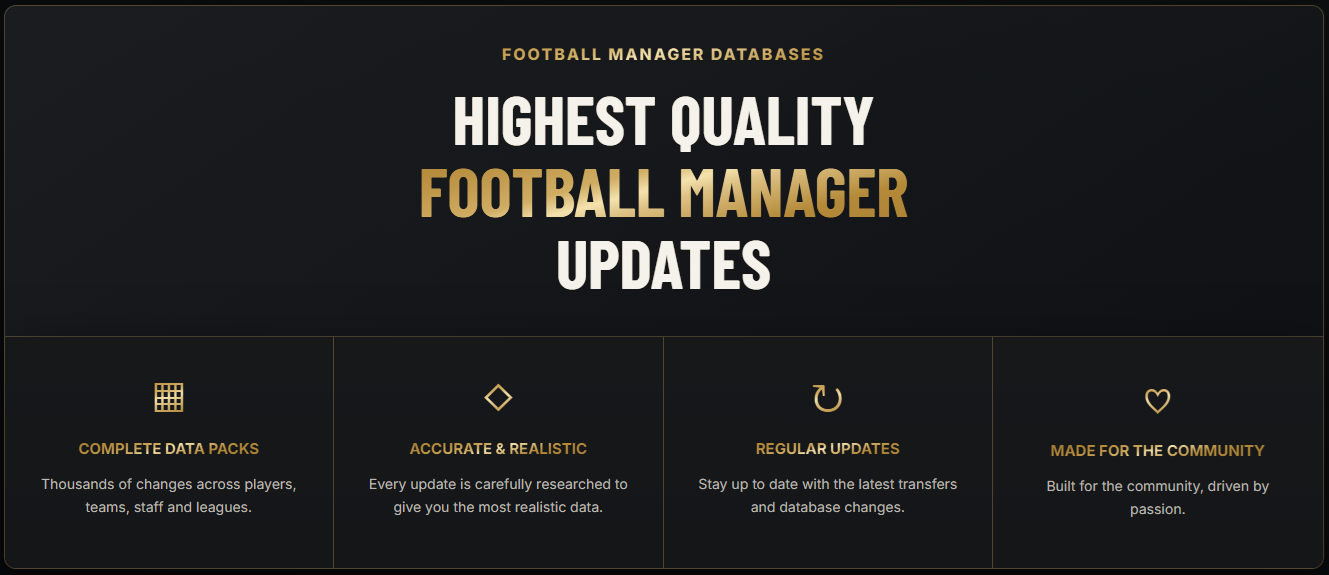 FOOTBALL MANAGER DATABASES
HIGHEST QUALITY
FOOTBALL MANAGER
UPDATES
COMPLETE DATA PACKS
Thousands of changes across players,
teams, staff and leagues.
ACCURATE & REALISTIC
Every update is carefully researched to
give you the most realistic data.
REGULAR UPDATES
Stay up to date with the latest transfers
and database changes.
MADE FOR THE COMMUNITY
Built for the community, driven by
passion.